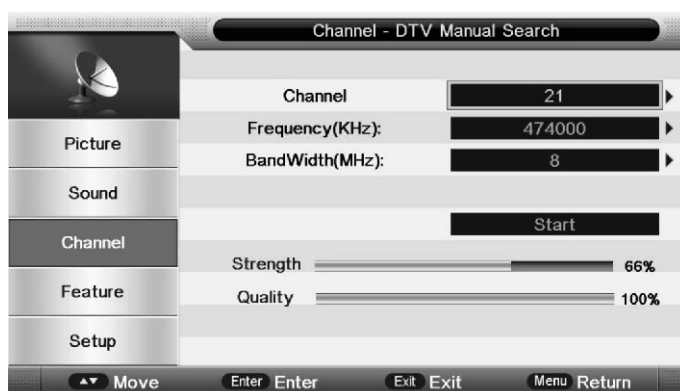 Channel - DTV Manual Search
Channel 21
Frequency(KHz): 474000
BandWidth(MHz): 8
Start
Strength 66%
Quality 100%
Picture
Sound
Channel
Feature
Setup
Move Enter Enter Exit Exit Menu Return